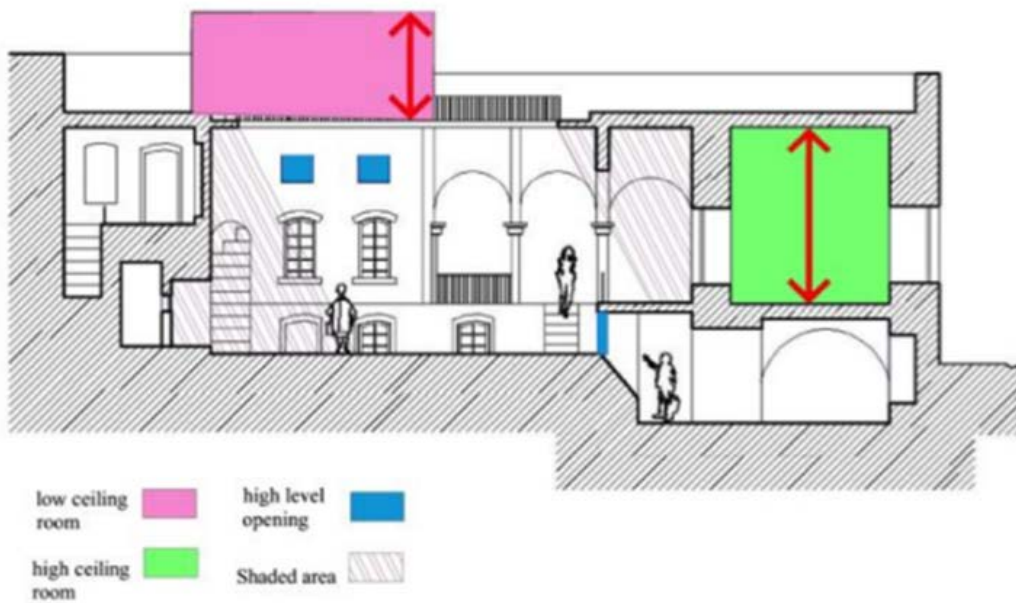 low ceiling
room
high level
opening
high ceiling
room
Shaded area